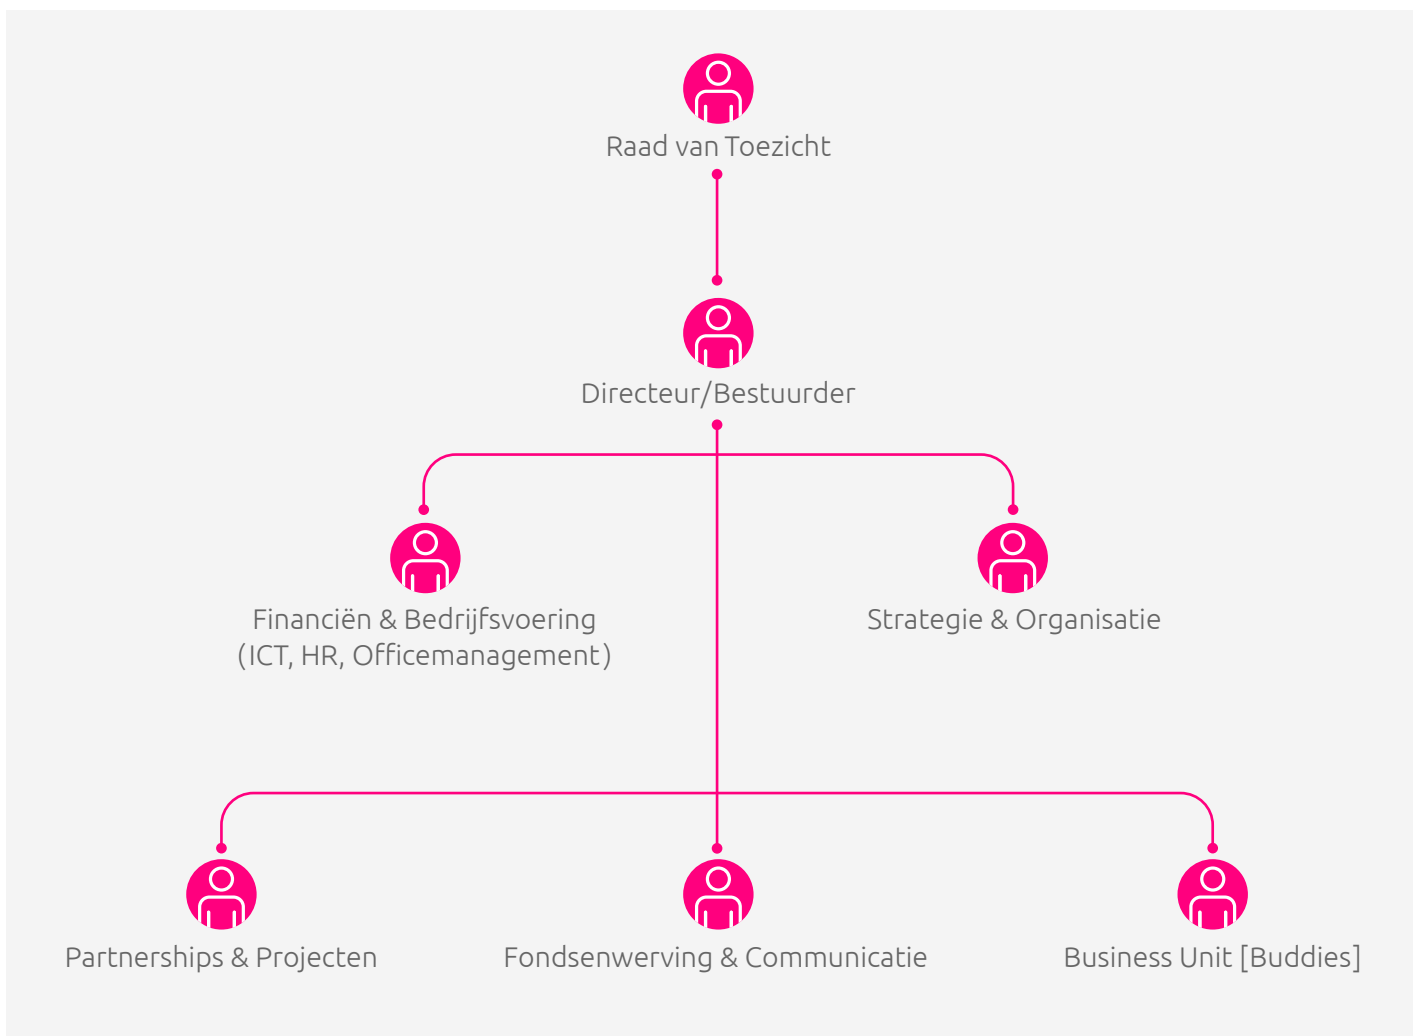 Raad van Toezicht
Directeur/Bestuurder
Financiën & Bedrijfsvoering
(ICT, HR, Officemanagement)
Strategie & Organisatie
Partnerships & Projecten
Fondsenwerving & Communicatie
Business Unit [Buddies]